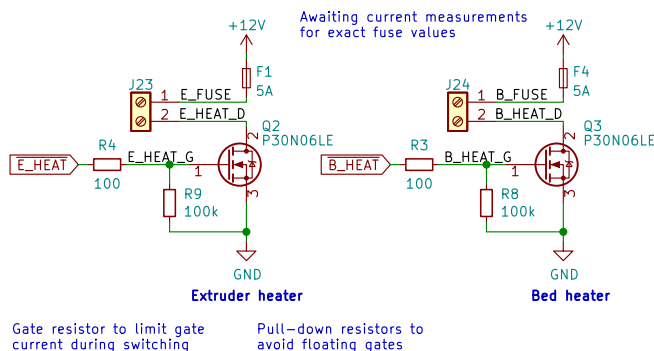 Awaiting current measurements
for exact fuse values
+12V
F1
5A
J23
1 E_FUSE
2 E_HEAT_D
Q2
P30N06LE
2
1
3
E_HEAT
R4
100
E_HEAT_G
R9
100k
GND
Extruder heater
+12V
F4
5A
J24
1 B_FUSE
2 B_HEAT_D
Q3
P30N06LE
2
1
3
B_HEAT
R3
100
B_HEAT_G
R8
100k
GND
Bed heater
Gate resistor to limit gate
current during switching
Pull-down resistors to
avoid floating gates